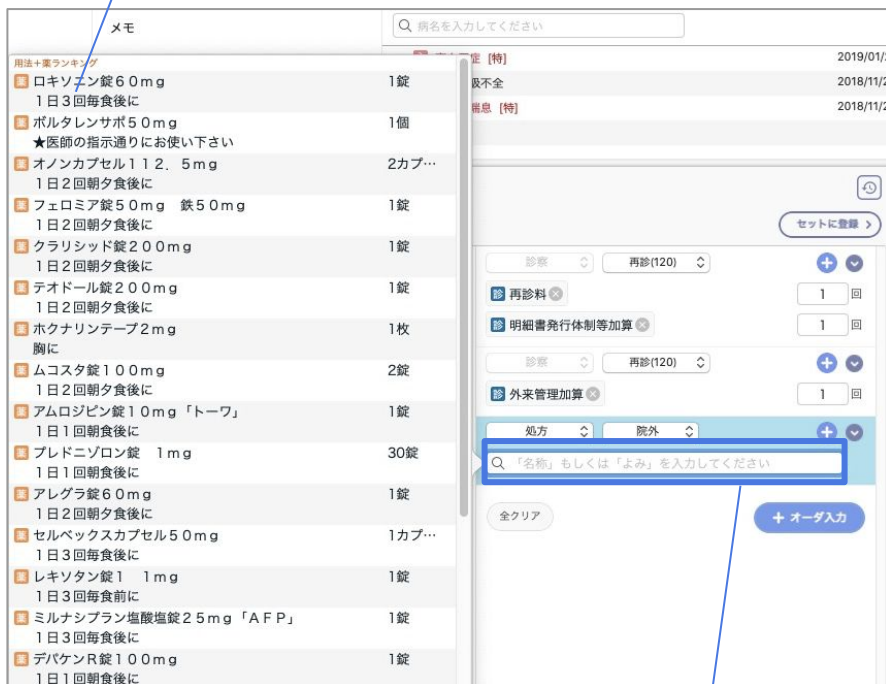 メモ
病名を入力してください
用法+薬ランキング
症 [特] 2019/01/2
吸不全 2018/11/2
喘息 [特] 2018/11/2
薬 ロキソニン錠60mg 1錠
1日3回毎食後に
薬 ボルタレンサポ50mg 1個
★医師の指示通りにお使い下さい
薬 オノンカプセル112．5mg 2カプ…
1日2回朝夕食後に
薬 フェロミア錠50mg 鉄50mg 1錠
1日2回朝夕食後に
薬 クラリシッド錠200mg 1錠
1日2回朝夕食後に
薬 テオドール錠200mg 1錠
1日2回朝夕食後に
薬 ホクナリンテープ2mg 1枚
胸に
薬 ムコスタ錠100mg 2錠
1日2回朝夕食後に
薬 アムロジピン錠10mg「トーワ」 1錠
1日1回朝食後に
薬 プレドニゾロン錠 1mg 30錠
1日1回朝食後に
薬 アレグラ錠60mg 1錠
1日2回朝夕食後に
薬 セルベックスカプセル50mg 1カプ…
1日3回毎食後に
薬 レキソタン錠1 1mg 1錠
1日3回毎食前に
薬 ミルナシプラン塩酸塩錠25mg「AFP」 1錠
1日3回毎食後に
薬 デパケンR錠100mg 1錠
1日1回朝食後に
セットに登録
診察 再診(120)
診 再診料 1 回
診 明細書発行体制等加算 1 回
診察 再診(120)
診 外来管理加算 1 回
処方 院外
「名称」もしくは「よみ」を入力してください
全クリア + オーダ入力